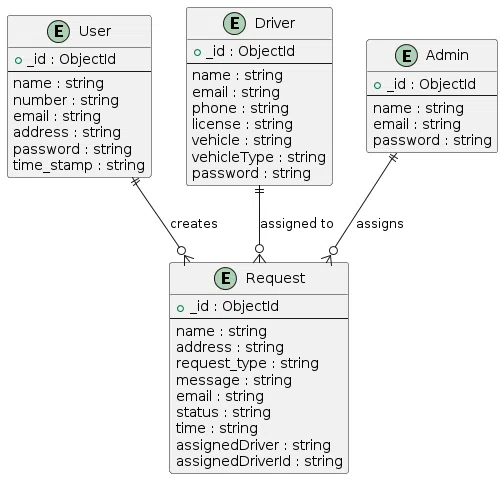 E User
+ _id : ObjectId
name : string
number : string
email : string
address : string
password : string
time_stamp : string
E Driver
_id : ObjectId
name : string
email : string
phone : string
license : string
vehicle : string
vehicleType : string
password : string
E Admin
_id : ObjectId
name : string
email : string
password : string
creates
assigned to
assigns
E Request
_id : ObjectId
name : string
address : string
request_type : string
message : string
email : string
status : string
time : string
assignedDriver : string
assignedDriverId : string